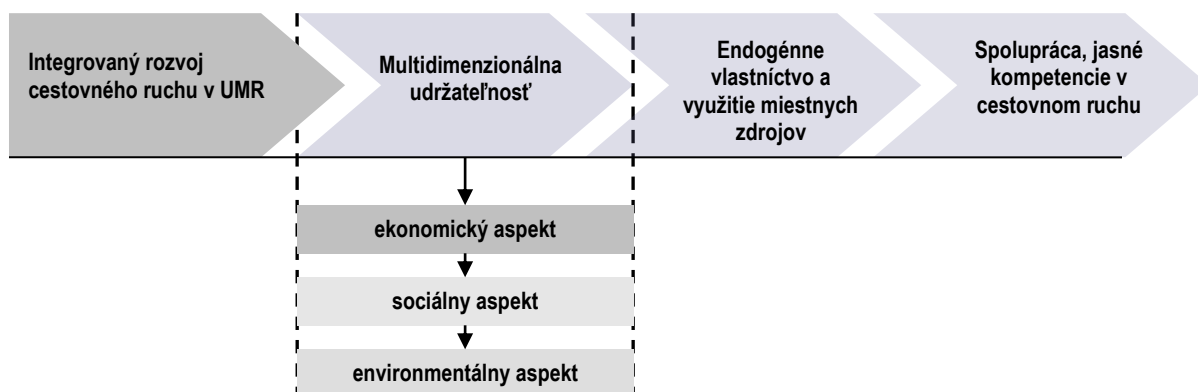 Integrovaný rozvoj
cestovného ruchu v UMR
Multidimenzionálna
udržateľnosť
Endogénne
vlastníctvo a
využitie miestnych
zdrojov
Spolupráca, jasné
kompetencie v
cestovnom ruchu
ekonomický aspekt
sociálny aspekt
environmentálny aspekt